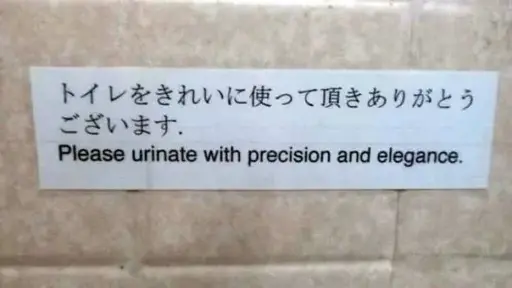 トイレをきれいに使って頂きありがとう
ございます.
Please urinate with precision and elegance.